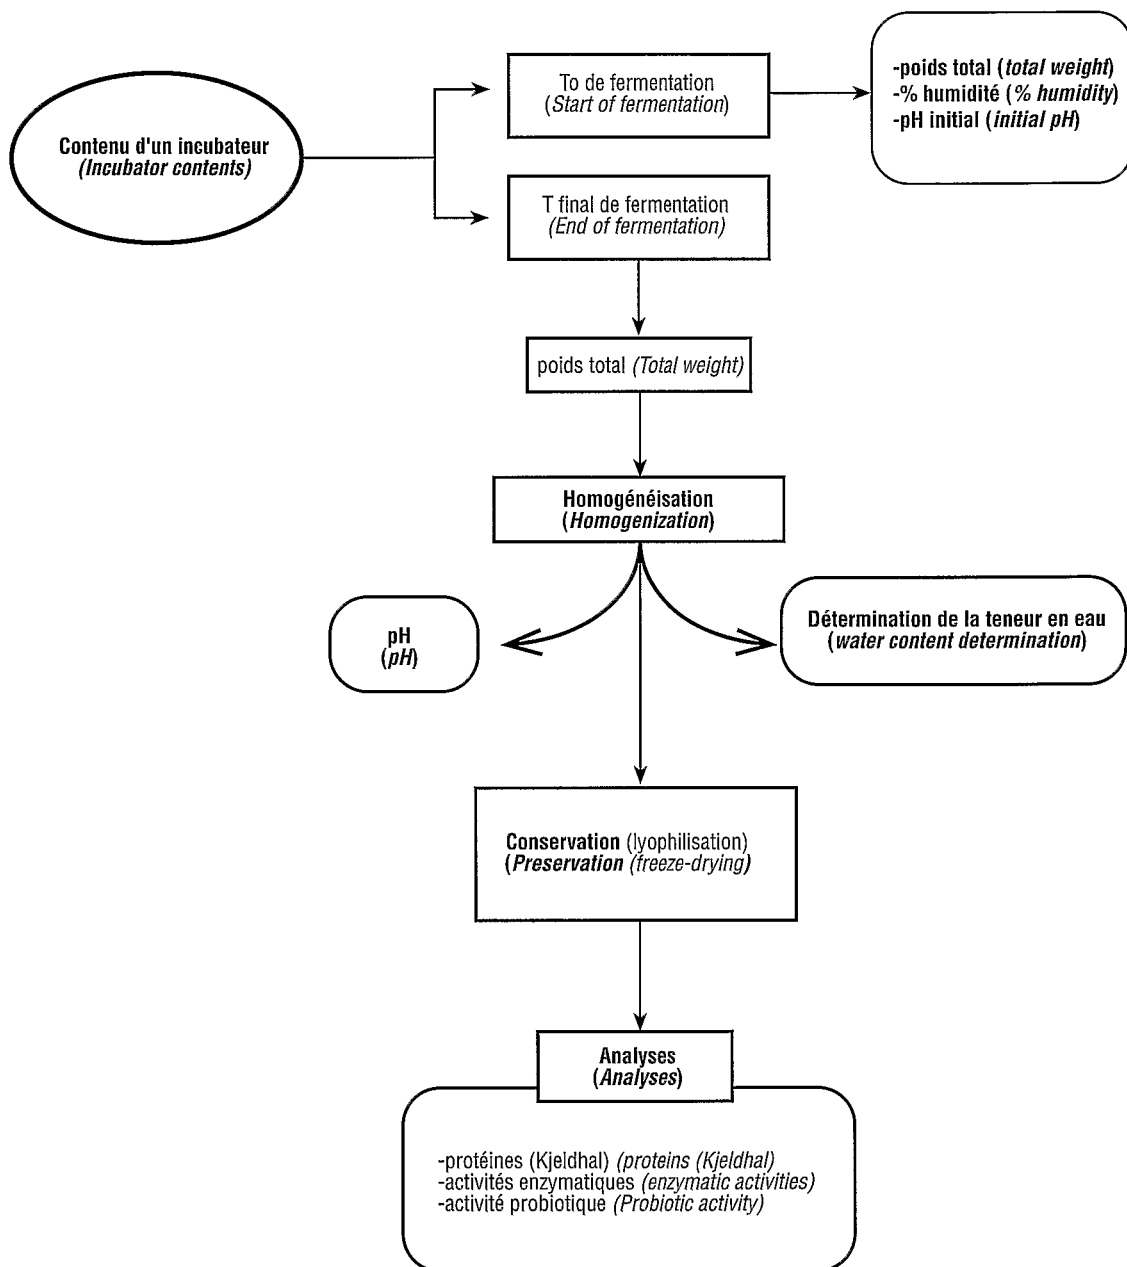 Contenu d'un incubateur
(Incubator contents)
To de fermentation
(Start of fermentation)
-poids total (total weight)
-% humidité (% humidity)
-pH initial (initial pH)
T final de fermentation
(End of fermentation)
poids total (Total weight)
Homogénéisation
(Homogenization)
pH
(pH)
Détermination de la teneur en eau
(water content determination)
Conservation (lyophilisation)
(Preservation (freeze-drying)
Analyses
(Analyses)
-protéines (Kjeldhal) (proteins (Kjeldhal)
-activités enzymatiques (enzymatic activities)
-activité probiotique (Probiotic activity)